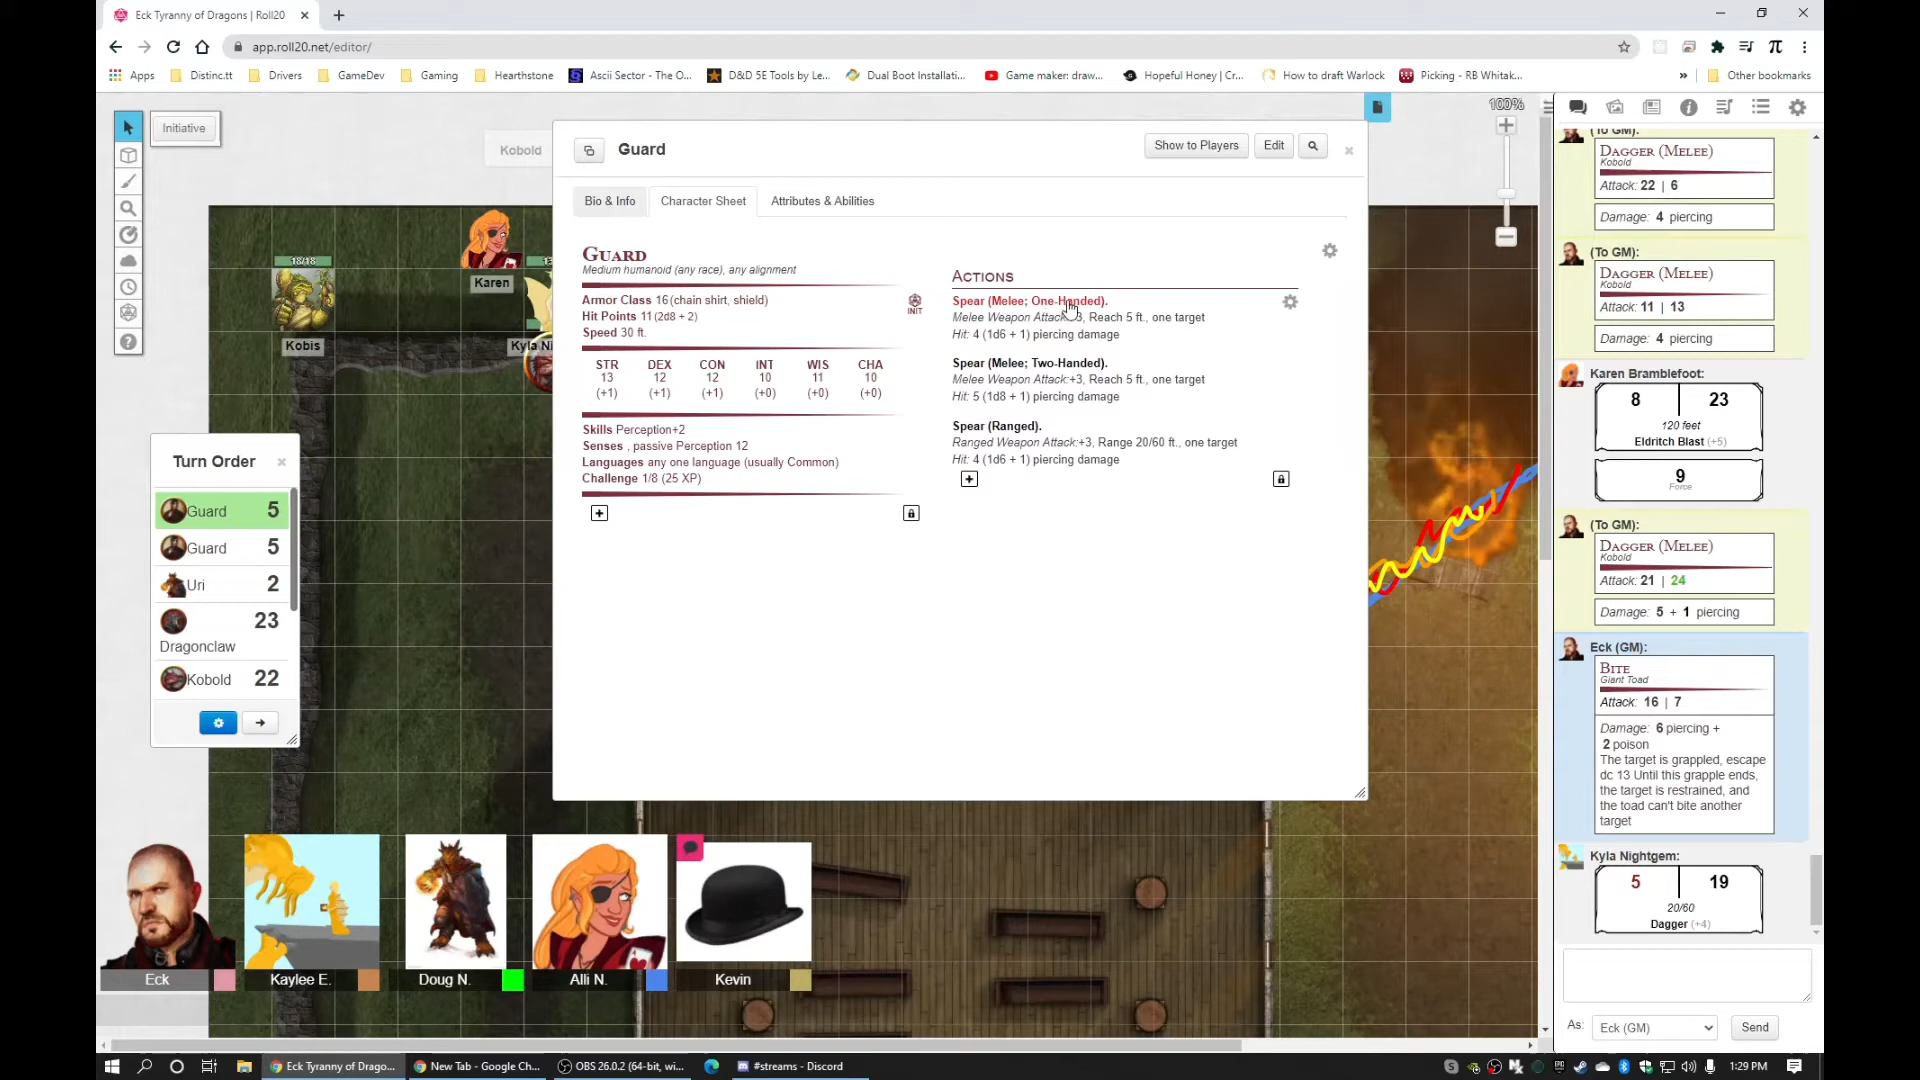 Eck Tyranny of Dragons | Roll20
app.roll20.net/editor/
Apps
Distinc.tt
Drivers
GameDev
Gaming
Hearthstone
Ascii Sector - The O...
D&D 5E Tools by Le...
Dual Boot Installati...
Game maker: draw...
Hopeful Honey | Cr...
How to draft Warlock
Picking - RB Whitak...
Other bookmarks
Initiative
Kobold
100%
Guard
Show to Players
Edit
Bio & Info
Character Sheet
Attributes & Abilities
Guard
Medium humanoid (any race), any alignment
Armor Class 16 (chain shirt, shield)
Hit Points 11 (2d8 + 2)
Speed 30 ft.
INIT
STR DEX CON INT WIS CHA
13 12 12 10 11 10
(+1) (+1) (+1) (+0) (+0) (+0)
Skills Perception+2
Senses , passive Perception 12
Languages any one language (usually Common)
Challenge 1/8 (25 XP)
Actions
Spear (Melee; One-Handed).
Melee Weapon Attack: 3, Reach 5 ft., one target
Hit: 4 (1d6 + 1) piercing damage
Spear (Melee; Two-Handed).
Melee Weapon Attack:+3, Reach 5 ft., one target
Hit: 5 (1d8 + 1) piercing damage
Spear (Ranged).
Ranged Weapon Attack:+3, Range 20/60 ft., one target
Hit: 4 (1d6 + 1) piercing damage
18/18
Kobis
Karen
13
Kyla Ni
Turn Order
Guard 5
Guard 5
Uri 2
23
Dragonclaw
Kobold 22
Eck
Kaylee E.
Doug N.
Alli N.
Kevin
(To GM):
Dagger (Melee)
Kobold
Attack: 22 | 6
Damage: 4 piercing
(To GM):
Dagger (Melee)
Kobold
Attack: 11 | 13
Damage: 4 piercing
Karen Bramblefoot:
8 23
120 feet
Eldritch Blast (+5)
9
Force
(To GM):
Dagger (Melee)
Kobold
Attack: 21 | 24
Damage: 5 + 1 piercing
Eck (GM):
Bite
Giant Toad
Attack: 16 | 7
Damage: 6 piercing +
2 poison
The target is grappled, escape
dc 13 Until this grapple ends,
the target is restrained, and
the toad can't bite another
target
Kyla Nightgem:
5 19
20/60
Dagger (+4)
As:
Eck (GM)
Send
Eck Tyranny of Drago...
New Tab - Google Ch...
OBS 26.0.2 (64-bit, wi...
#streams - Discord
1:29 PM